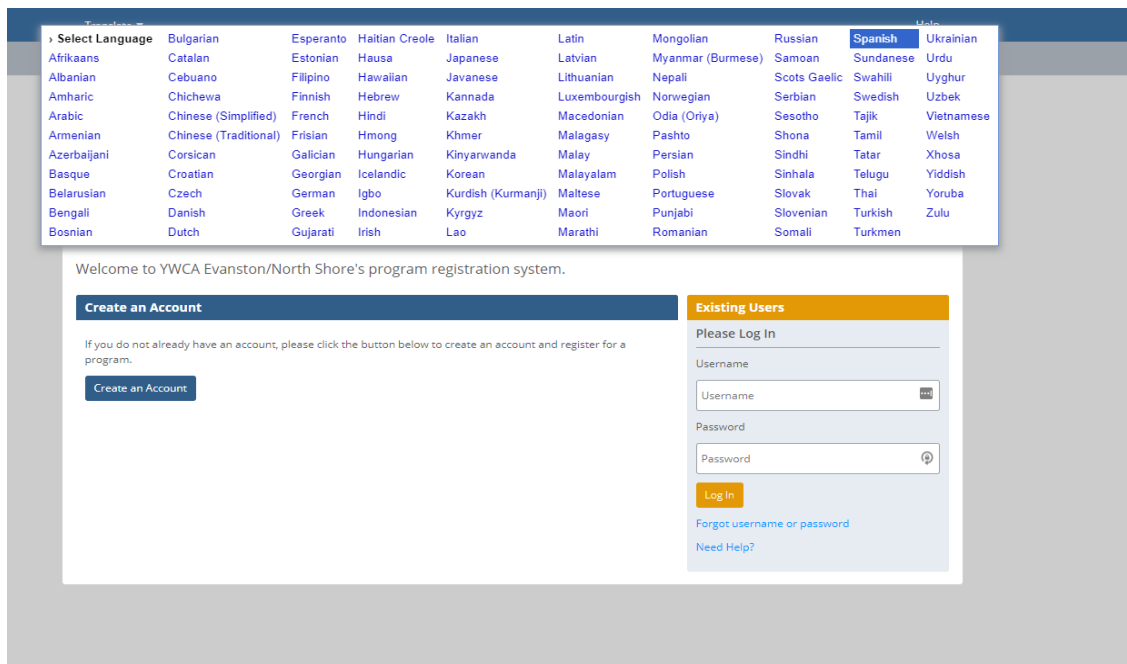 Translate Help
› Select Language Bulgarian Esperanto Haitian Creole Italian Latin Mongolian Russian Spanish Ukrainian
Afrikaans Catalan Estonian Hausa Japanese Latvian Myanmar (Burmese) Samoan Sundanese Urdu
Albanian Cebuano Filipino Hawaiian Javanese Lithuanian Nepali Scots Gaelic Swahili Uyghur
Amharic Chichewa Finnish Hebrew Kannada Luxembourgish Norwegian Serbian Swedish Uzbek
Arabic Chinese (Simplified) French Hindi Kazakh Macedonian Odia (Oriya) Sesotho Tajik Vietnamese
Armenian Chinese (Traditional) Frisian Hmong Khmer Malagasy Pashto Shona Tamil Welsh
Azerbaijani Corsican Galician Hungarian Kinyarwanda Malay Persian Sindhi Tatar Xhosa
Basque Croatian Georgian Icelandic Korean Malayalam Polish Sinhala Telugu Yiddish
Belarusian Czech German Igbo Kurdish (Kurmanji) Maltese Portuguese Slovak Thai Yoruba
Bengali Danish Greek Indonesian Kyrgyz Maori Punjabi Slovenian Turkish Zulu
Bosnian Dutch Gujarati Irish Lao Marathi Romanian Somali Turkmen
Welcome to YWCA Evanston/North Shore's program registration system.
Create an Account
If you do not already have an account, please click the button below to create an account and register for a
program.
Create an Account
Existing Users
Please Log In
Username
Username
Password
Password
Log In
Forgot username or password
Need Help?